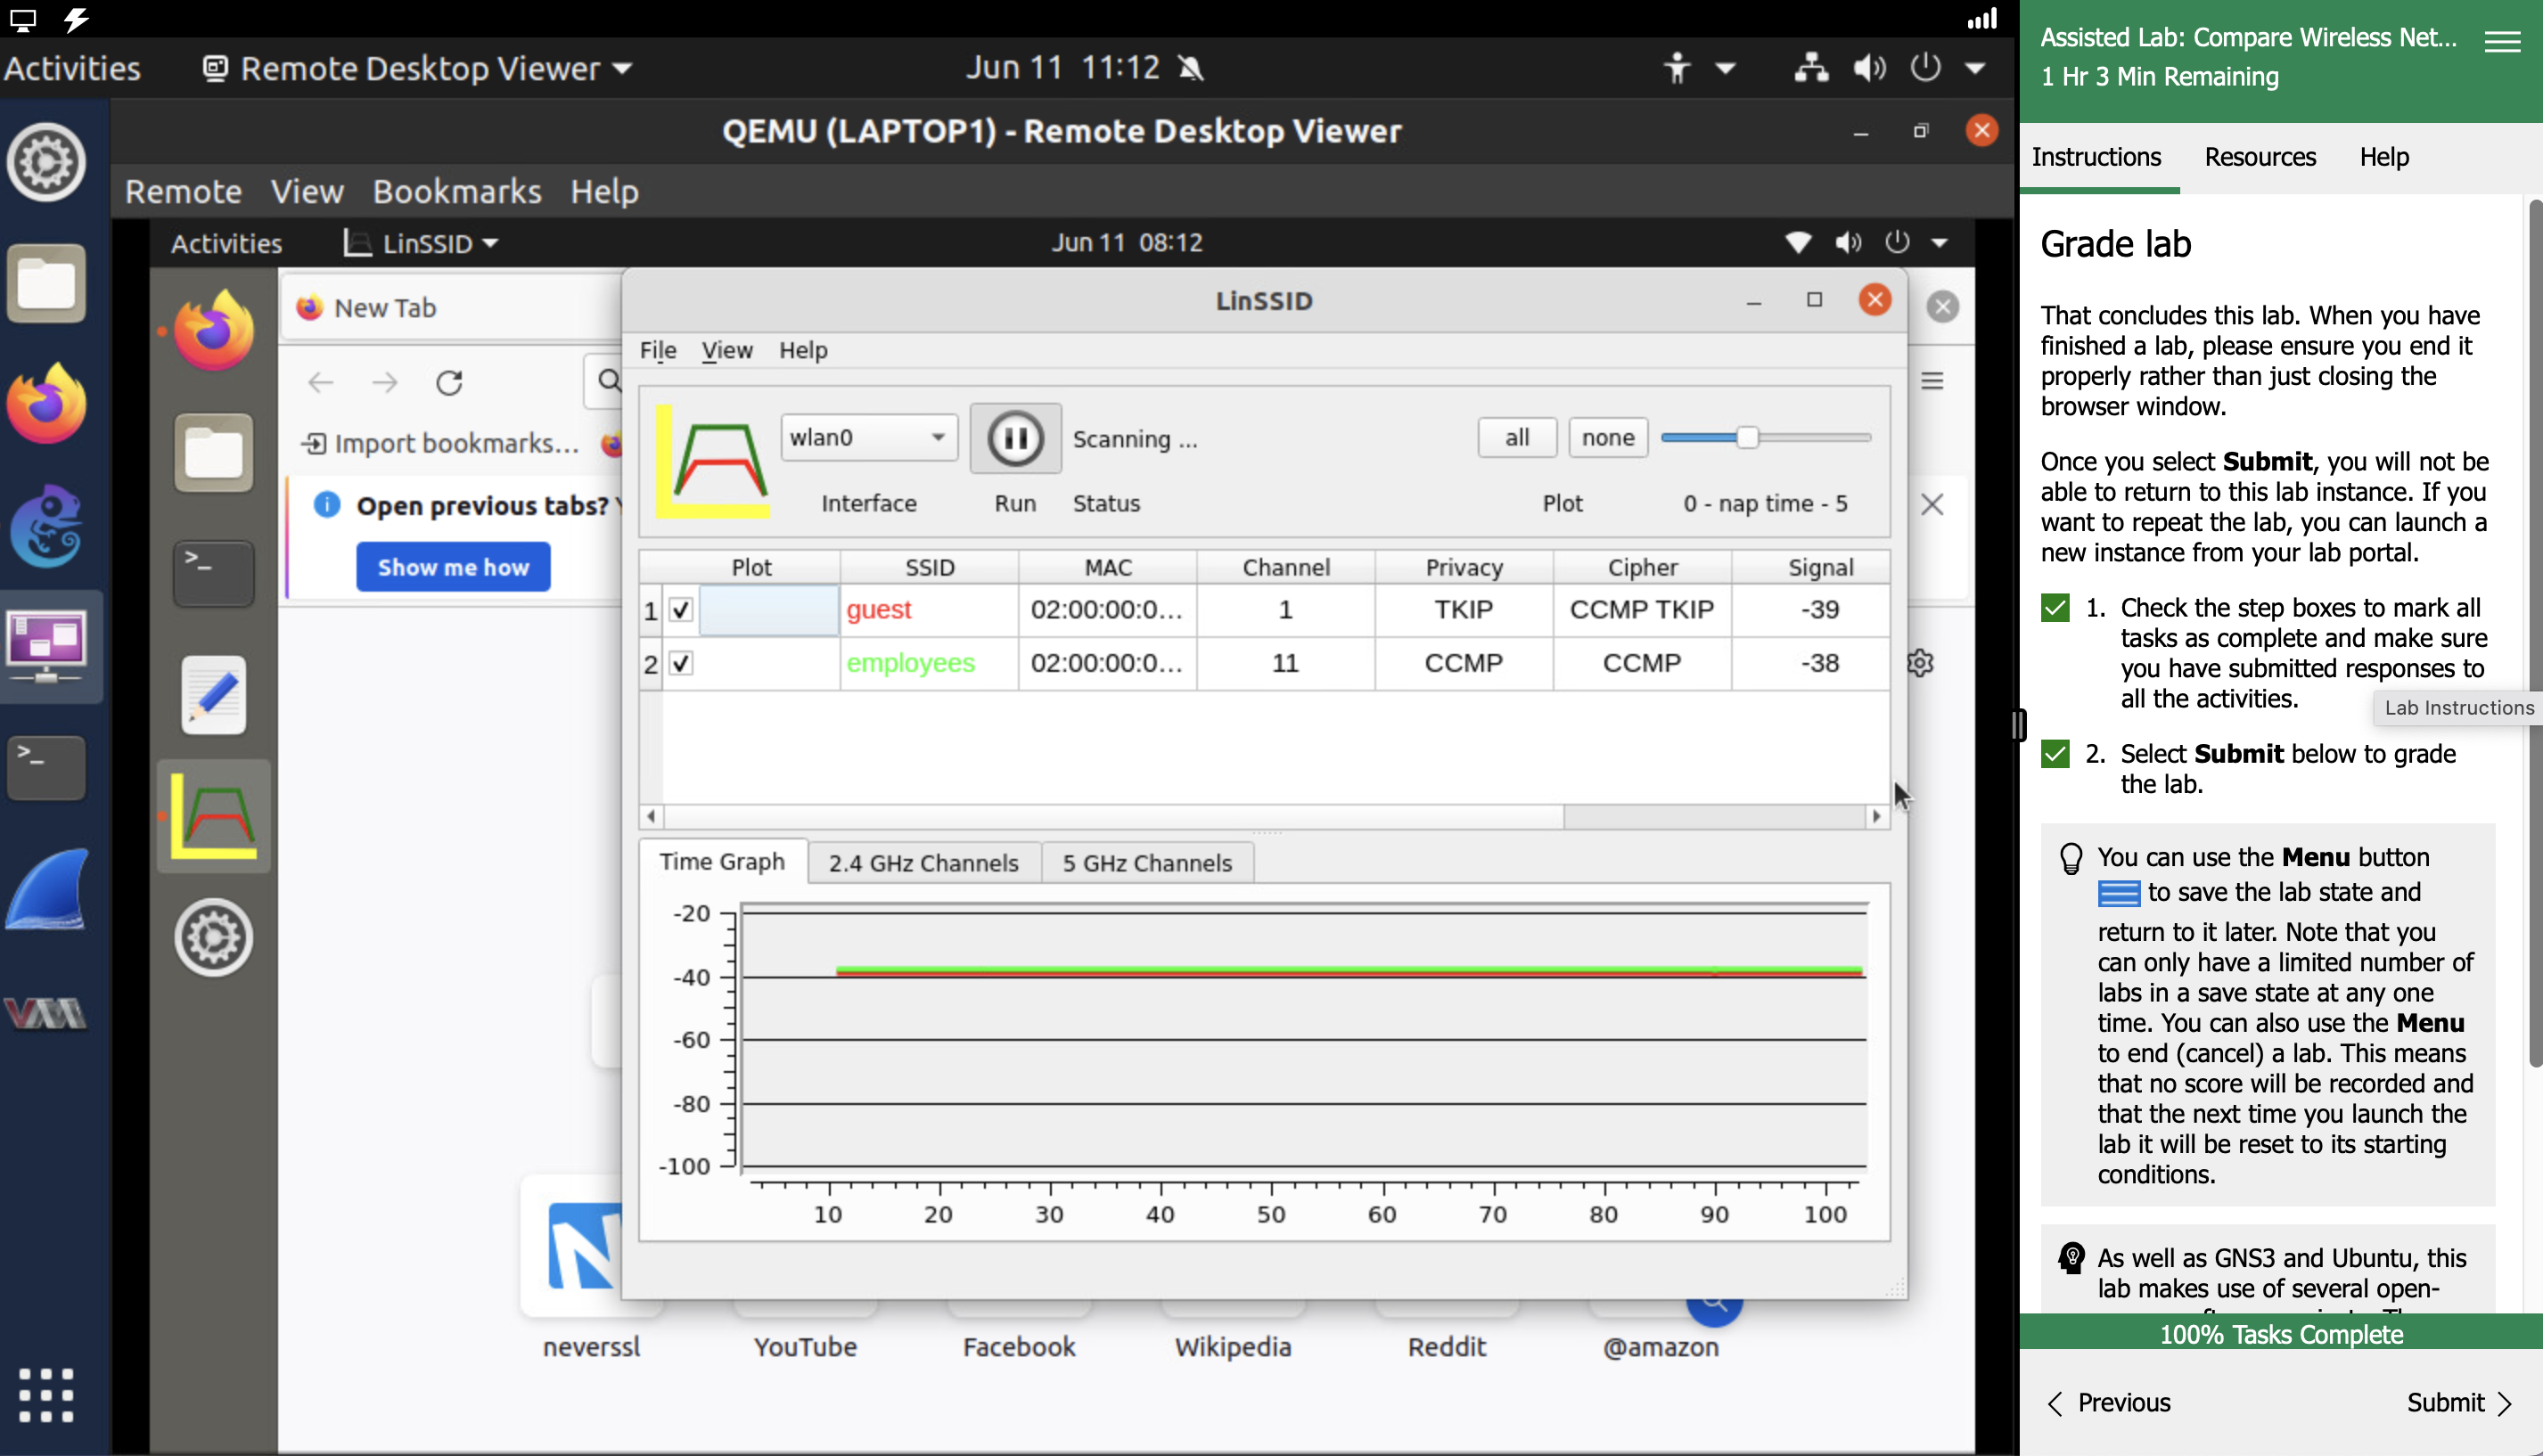 Activities
Remote Desktop Viewer
Jun 11 11:12
QEMU (LAPTOP1) - Remote Desktop Viewer
Remote View Bookmarks Help
Activities
LinSSID
Jun 11 08:12
New Tab
Import bookmarks...
Open previous tabs?
Show me how
LinSSID
File View Help
wlan0
Scanning ...
all
none
Interface
Run
Status
Plot
0 - nap time - 5
Plot SSID MAC Channel Privacy Cipher Signal
1 guest 02:00:00:0... 1 TKIP CCMP TKIP -39
2 employees 02:00:00:0... 11 CCMP CCMP -38
Time Graph
2.4 GHz Channels
5 GHz Channels
-20
-40
-60
-80
-100
10 20 30 40 50 60 70 80 90 100
neverssl
YouTube
Facebook
Wikipedia
Reddit
@amazon
Assisted Lab: Compare Wireless Net...
1 Hr 3 Min Remaining
Instructions Resources Help
Grade lab
That concludes this lab. When you have
finished a lab, please ensure you end it
properly rather than just closing the
browser window.
Once you select Submit, you will not be
able to return to this lab instance. If you
want to repeat the lab, you can launch a
new instance from your lab portal.
1. Check the step boxes to mark all
tasks as complete and make sure
you have submitted responses to
all the activities.
Lab Instructions
2. Select Submit below to grade
the lab.
You can use the Menu button
to save the lab state and
return to it later. Note that you
can only have a limited number of
labs in a save state at any one
time. You can also use the Menu
to end (cancel) a lab. This means
that no score will be recorded and
that the next time you launch the
lab it will be reset to its starting
conditions.
As well as GNS3 and Ubuntu, this
lab makes use of several open-
100% Tasks Complete
Previous
Submit